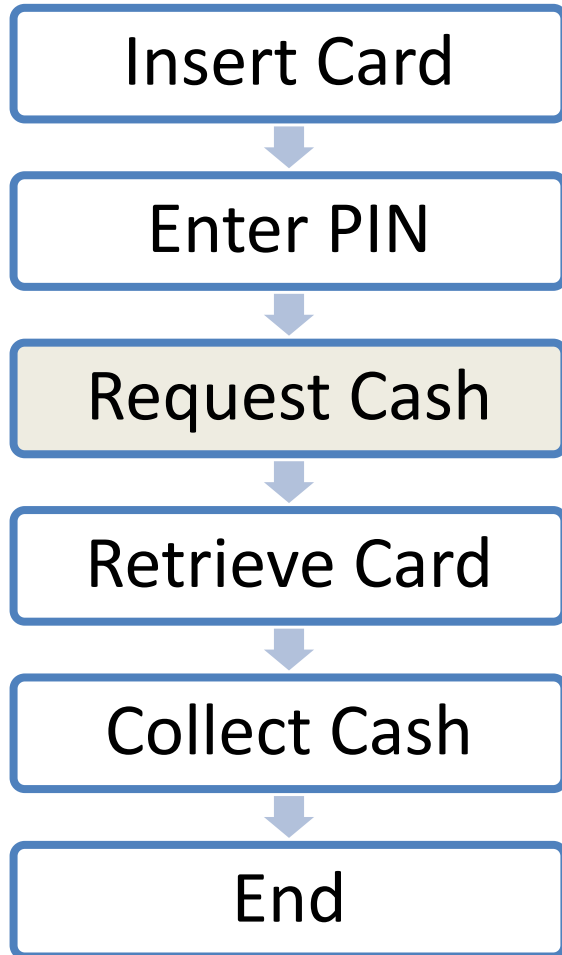 Insert Card
Enter PIN
Request Cash
Retrieve Card
Collect Cash
End